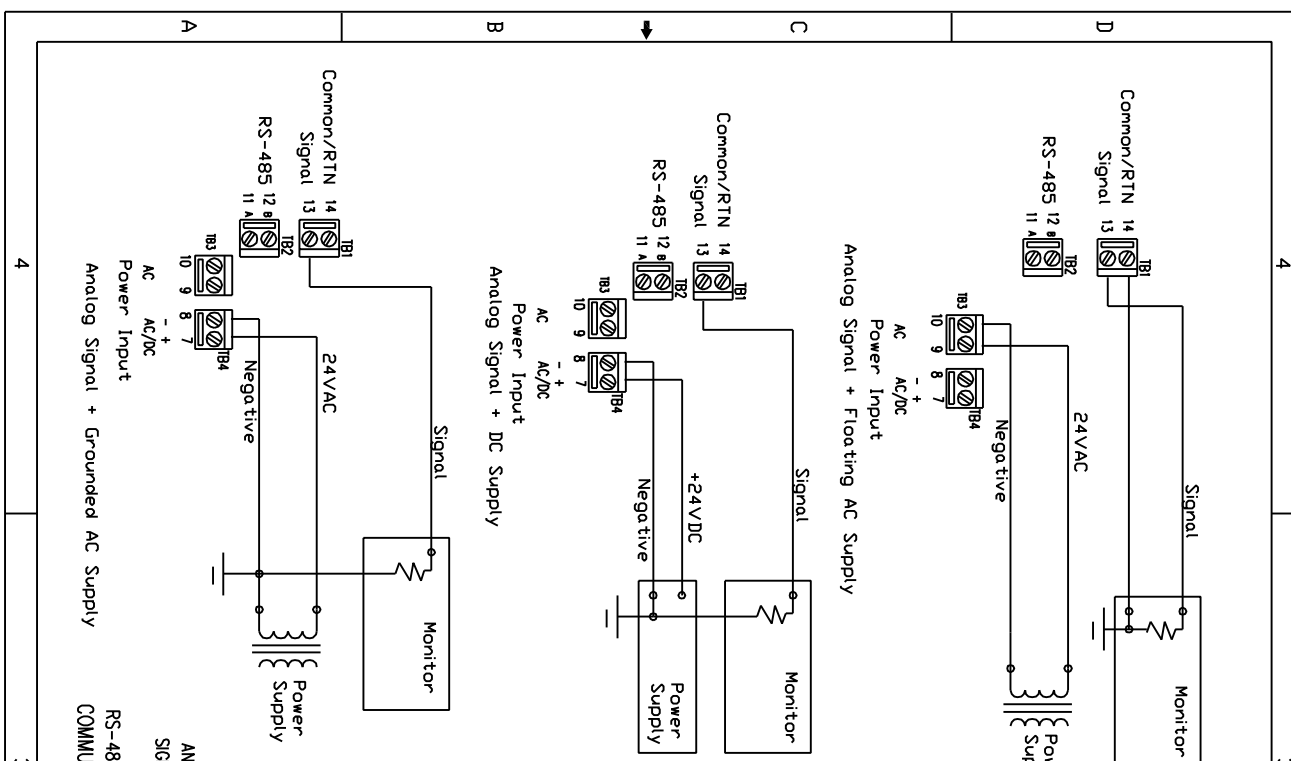 A
B
C
D
4
4
Common/RTN 14
Signal 13
TB1
RS-485 12 B
11 A
TB2
TB3
10 9
8 7
TB4
AC
AC/DC
- +
Power Input
Signal
24VAC
Negative
Monitor
Analog Signal + Floating AC Supply
Common/RTN 14
Signal 13
TB1
RS-485 12 B
11 A
TB2
TB3
10 9
8 7
TB4
AC
AC/DC
- +
Power Input
Signal
+24VDC
Negative
Monitor
Power
Supply
Analog Signal + DC Supply
Common/RTN 14
Signal 13
TB1
RS-485 12 B
11 A
TB2
TB3
10 9
8 7
TB4
AC
AC/DC
- +
Power Input
Signal
24VAC
Negative
Monitor
Power
Supply
Analog Signal + Grounded AC Supply